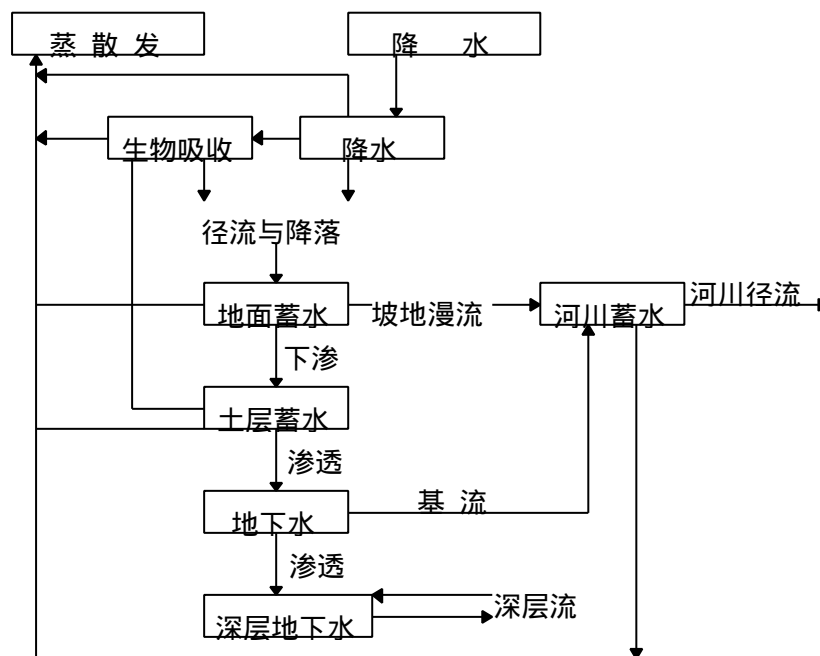 蒸 散 发
降 水
生物吸收
降水
径流与降落
地面蓄水
坡地漫流
河川蓄水
河川径流
下渗
土层蓄水
渗透
地下水
基 流
渗透
深层地下水
深层流